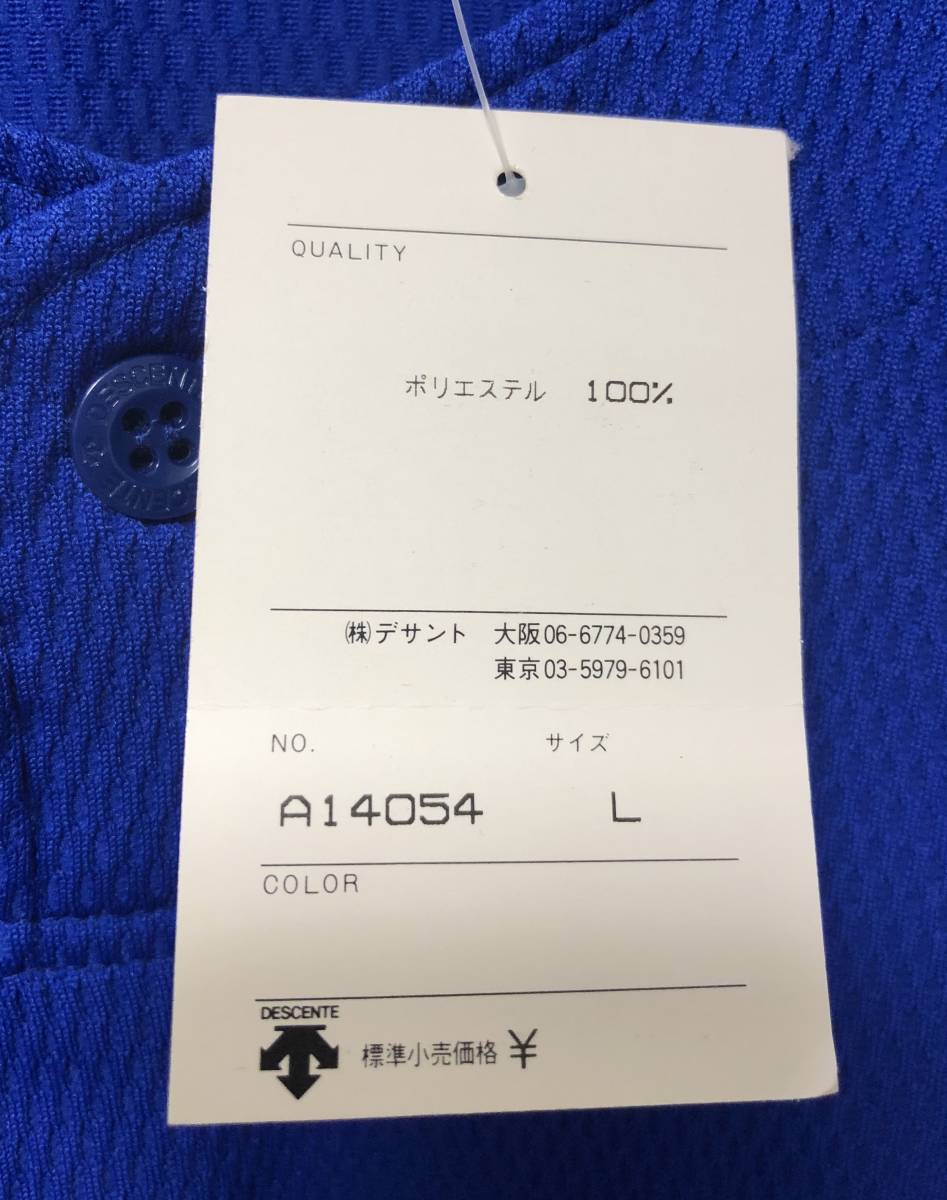 QUALITY
ポリエステル 100%
㈱デサント 大阪06-6774-0359
東京03-5979-6101
NO. サイズ
A14054 L
COLOR
DESCENTE
標準小売価格 ¥